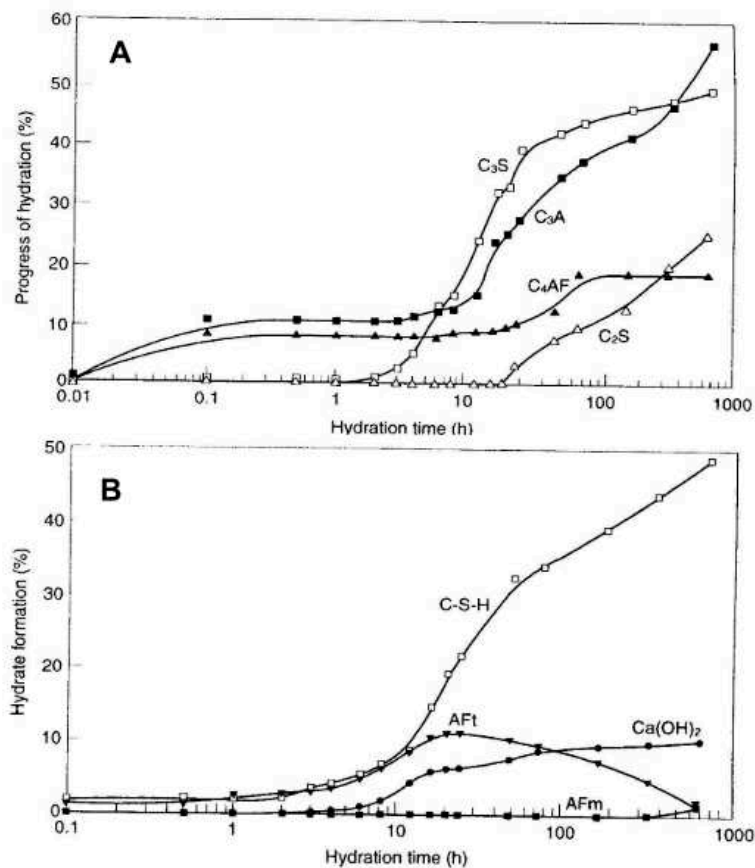 A
Progress of hydration (%)
60
50
40
30
20
10
0
C₃S
C₃A
C₄AF
C₂S
0.01 0.1 1 10 100 1000
Hydration time (h)
B
Hydrate formation (%)
50
40
30
20
10
0
C-S-H
AFt
Ca(OH)₂
AFm
0.1 1 10 100 1000
Hydration time (h)